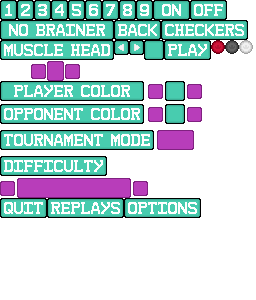 1 2 3 4 5 6 7 8 9 ON OFF
NO BRAINER BACK CHECKERS
MUSCLE HEAD PLAY
PLAYER COLOR
OPPONENT COLOR
TOURNAMENT MODE
DIFFICULTY
QUIT REPLAYS OPTIONS